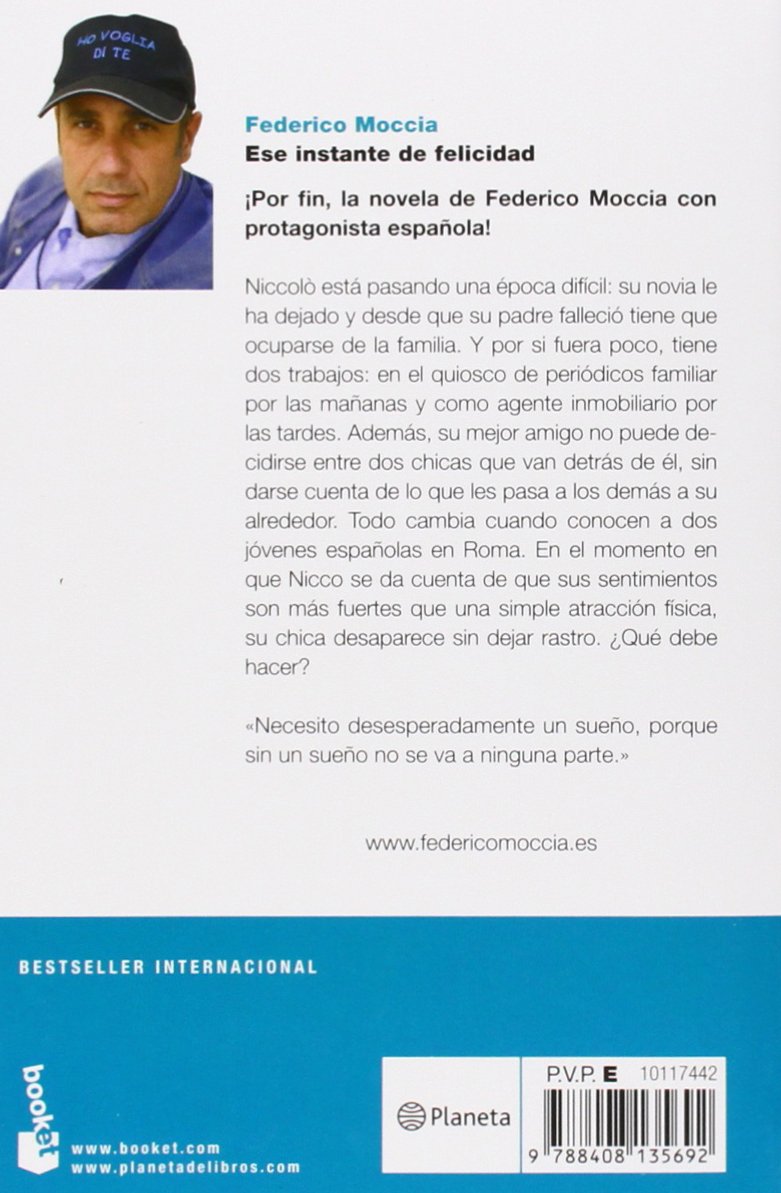 HO VOGLIA
DI TE
Federico Moccia
Ese instante de felicidad
¡Por fin, la novela de Federico Moccia con
protagonista española!
Niccolò está pasando una época difícil: su novia le
ha dejado y desde que su padre falleció tiene que
ocuparse de la familia. Y por si fuera poco, tiene
dos trabajos: en el quiosco de periódicos familiar
por las mañanas y como agente inmobiliario por
las tardes. Además, su mejor amigo no puede de-
cidirse entre dos chicas que van detrás de él, sin
darse cuenta de lo que les pasa a los demás a su
alrededor. Todo cambia cuando conocen a dos
jóvenes españolas en Roma. En el momento en
que Nicco se da cuenta de que sus sentimientos
son más fuertes que una simple atracción física,
su chica desaparece sin dejar rastro. ¿Qué debe
hacer?
«Necesito desesperadamente un sueño, porque
sin un sueño no se va a ninguna parte.»
www.federicomoccia.es
BESTSELLER INTERNACIONAL
booket
www.booket.com
www.planetadelibros.com
Planeta
P.V.P. E 10117442
9 788408 135692